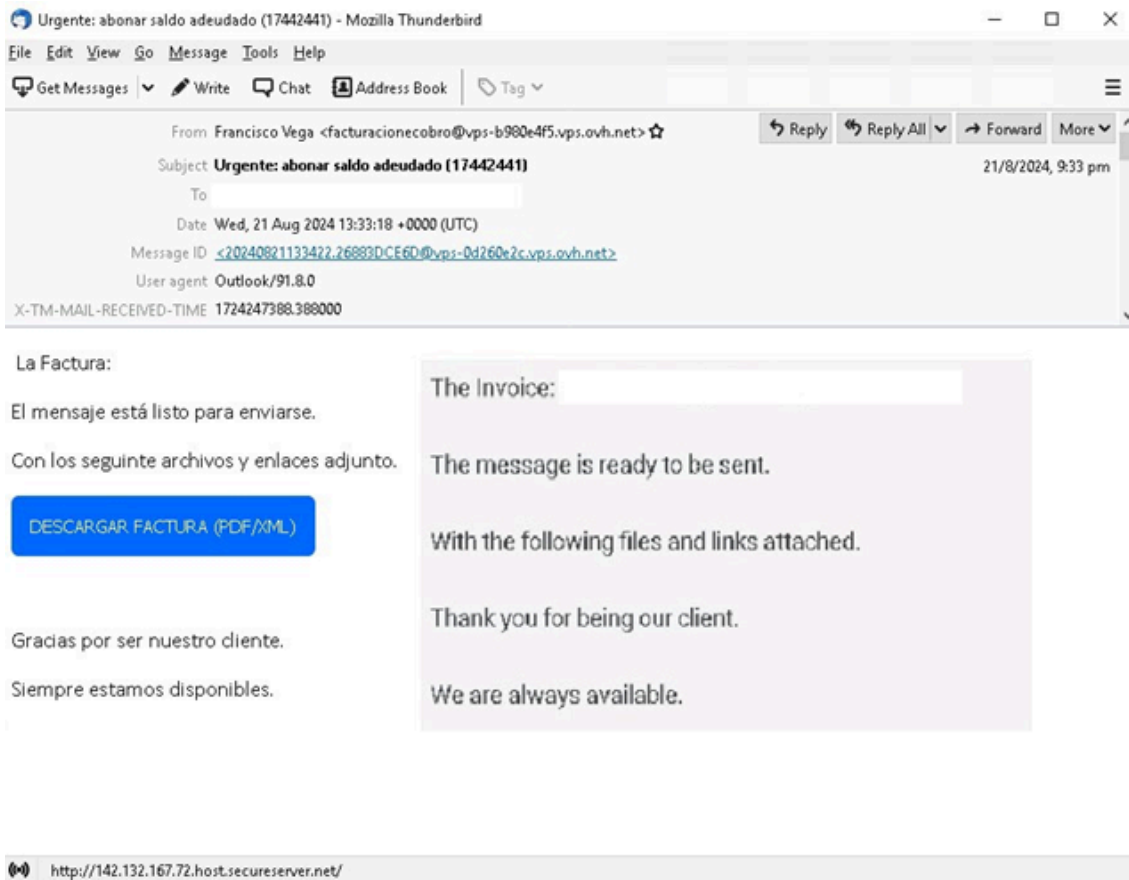 Urgente: abonar saldo adeudado (17442441) - Mozilla Thunderbird
File Edit View Go Message Tools Help
Get Messages Write Chat Address Book Tag
From Francisco Vega <facturacionecobro@vps-b980e4f5.vps.ovh.net>
Reply Reply All Forward More
Subject Urgente: abonar saldo adeudado (17442441)
21/8/2024, 9:33 pm
To
Date Wed, 21 Aug 2024 13:33:18 +0000 (UTC)
Message ID <20240821133422.26883DCE6D@vps-0d260e2c.vps.ovh.net>
User agent Outlook/91.8.0
X-TM-MAIL-RECEIVED-TIME 1724247388.388000
La Factura:
El mensaje está listo para enviarse.
Con los seguinte archivos y enlaces adjunto.
DESCARGAR FACTURA (PDF/XML)
Gracias por ser nuestro cliente.
Siempre estamos disponibles.
The Invoice:
The message is ready to be sent.
With the following files and links attached.
Thank you for being our client.
We are always available.
http://142.132.167.72.host.secureserver.net/